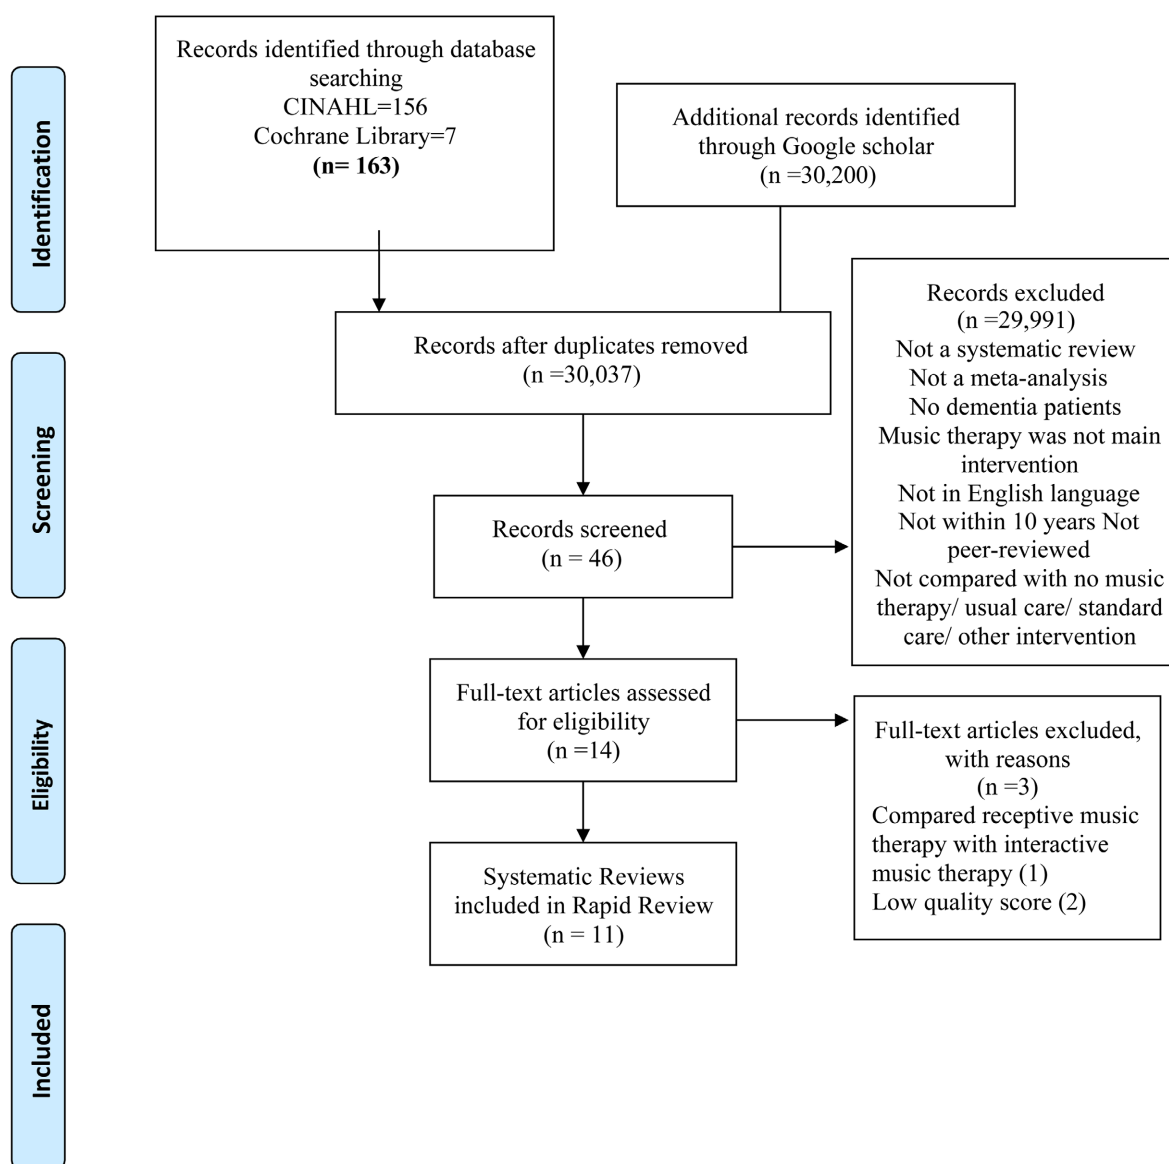 Records identified through database
searching
CINAHL=156
Cochrane Library=7
(n= 163)
Additional records identified
through Google scholar
(n =30,200)
Identification
Records after duplicates removed
(n =30,037)
Records excluded
(n =29,991)
Not a systematic review
Not a meta-analysis
No dementia patients
Music therapy was not main
intervention
Not in English language
Not within 10 years Not
peer-reviewed
Not compared with no music
therapy/ usual care/ standard
care/ other intervention
Screening
Records screened
(n = 46)
Full-text articles assessed
for eligibility
(n =14)
Eligibility
Full-text articles excluded,
with reasons
(n =3)
Compared receptive music
therapy with interactive
music therapy (1)
Low quality score (2)
Systematic Reviews
included in Rapid Review
(n = 11)
Included